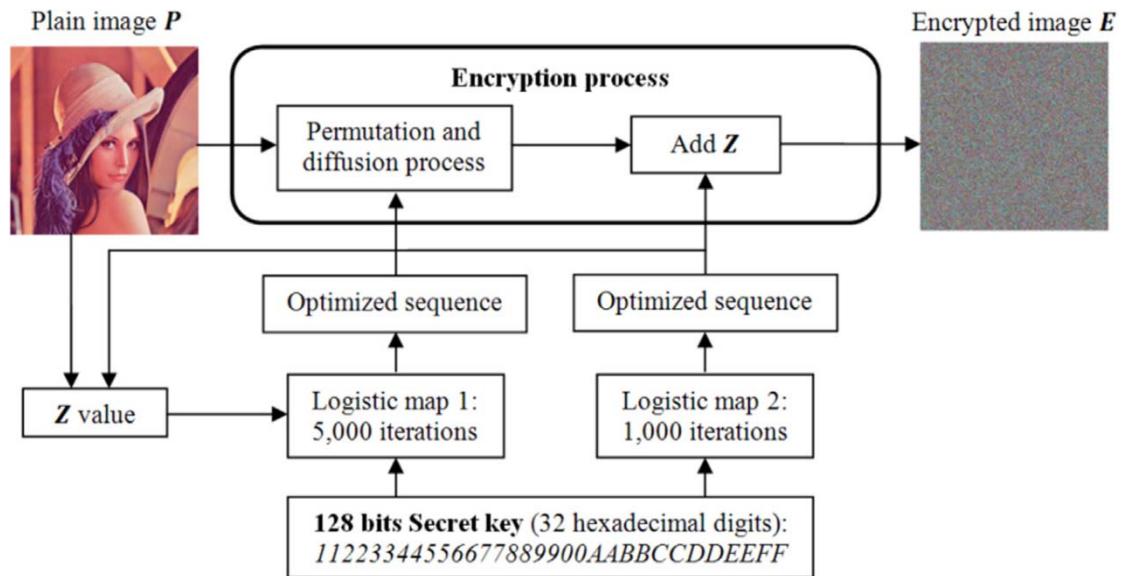 Plain image P
Encrypted image E
Encryption process
Permutation and
diffusion process
Add Z
Optimized sequence
Optimized sequence
Z value
Logistic map 1:
5,000 iterations
Logistic map 2:
1,000 iterations
128 bits Secret key (32 hexadecimal digits):
11223344556677889900AABBCCDDEEFF